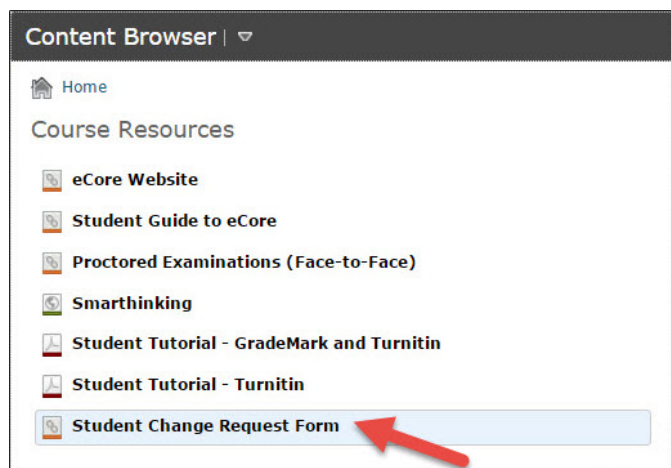 Content Browser
Home
Course Resources
eCore Website
Student Guide to eCore
Proctored Examinations (Face-to-Face)
Smarthinking
Student Tutorial - GradeMark and Turnitin
Student Tutorial - Turnitin
Student Change Request Form